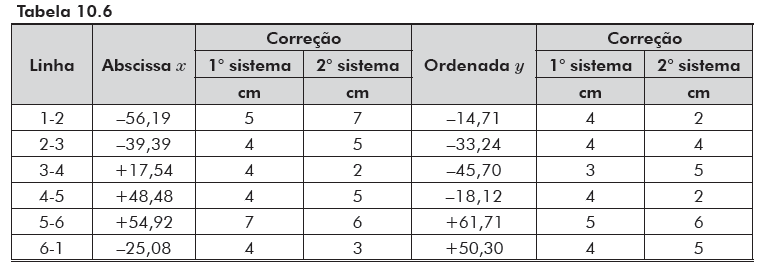 Tabela 10.6
Linha Abscissa x Correção Ordenada y Correção
1° sistema 2° sistema 1° sistema 2° sistema
cm cm cm cm
1-2 –56,19 5 7 –14,71 4 2
2-3 –39,39 4 5 –33,24 4 4
3-4 +17,54 4 2 –45,70 3 5
4-5 +48,48 4 5 –18,12 4 2
5-6 +54,92 7 6 +61,71 5 6
6-1 –25,08 4 3 +50,30 4 5